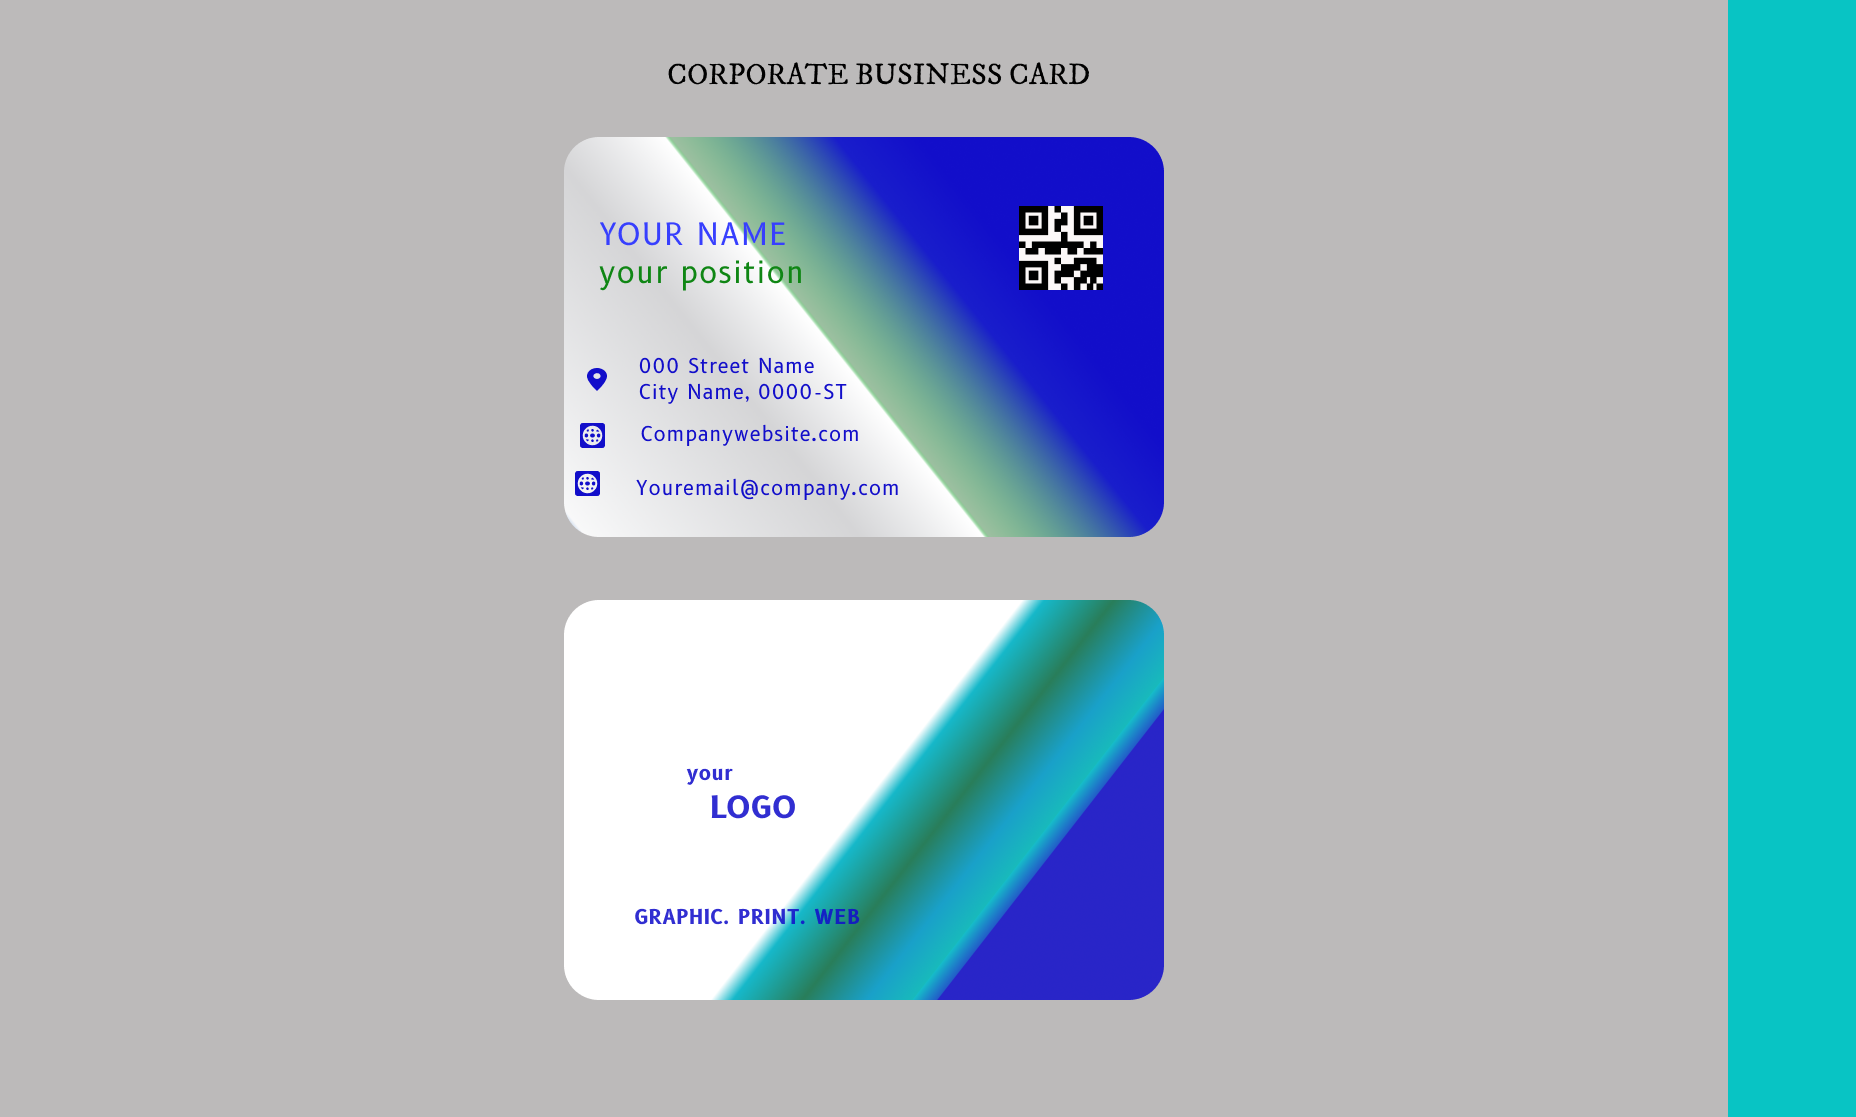 CORPORATE BUSINESS CARD
YOUR NAME
your position
000 Street Name
City Name, 0000-ST
Companywebsite.com
Youremail@company.com
your
LOGO
GRAPHIC. PRINT. WEB